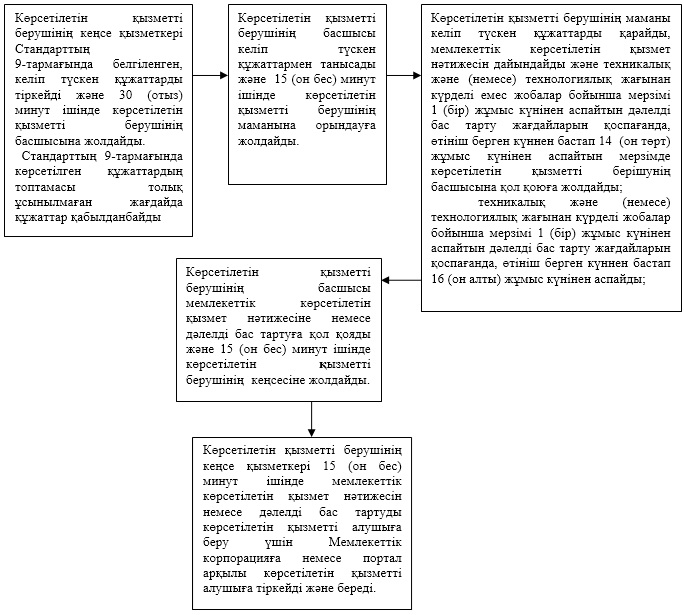 Көрсетілетін қызметті
берушінің кеңсе қызметкері
Стандарттың
9-тармағында белгіленген,
келіп түскен құжаттарды
тіркейді және 30 (отыз)
минут ішінде көрсетілетін
қызметті берушінің
басшысына жолдайды.
Стандарттың 9-тармағында
көрсетілген құжаттардың
топтамасы толық
ұсынылмаған жағдайда
құжаттар қабылданбайды
Көрсетілетін қызметті
берушінің басшысы
келіп түскен
құжаттармен танысады
және 15 (он бес) минут
ішінде көрсетілетін
қызметті берушінің
маманына орындауға
жолдайды.
Көрсетілетін қызметті берушінің маманы
келіп түскен құжаттарды қарайды,
мемлекеттік көрсетілетін қызмет
нәтижесін дайындайды және техникалық
және (немесе) технологиялық жағынан
күрделі емес жобалар бойынша мерзімі
1 (бір) жұмыс күнінен аспайтын дәлелді
бас тарту жағдайларын қоспағанда,
өтініш берген күннен бастап 14 (он төрт)
жұмыс күнінен аспайтын мерзімде
көрсетілетін қызметті берішунің
басшысына қол қоюға жолдайды;
техникалық және (немесе)
технологиялық жағынан күрделі жобалар
бойынша мерзімі 1 (бір) жұмыс күнінен
аспайтын дәлелді бас тарту жағдайларын
қоспағанда, өтініш берген күннен бастап
16 (он алты) жұмыс күнінен аспайды;
Көрсетілетін қызметті
берушінің басшысы
мемлекеттік көрсетілетін
қызмет нәтижесіне немесе
дәлелді бас тартуға қол қояды
және 15 (он бес) минут ішінде
көрсетілетін қызметті
берушінің кеңсесіне жолдайды.
Көрсетілетін қызметті берушінің
кеңсе қызметкері 15 (он бес)
минут ішінде мемлекеттік
көрсетілетін қызмет нәтижесін
немесе дәлелді бас тартуды
көрсетілетін қызметті алушыға
беру үшін Мемлекеттік
корпорацияға немесе портал
арқылы көрсетілетін қызметті
алушыға тіркейді және береді.